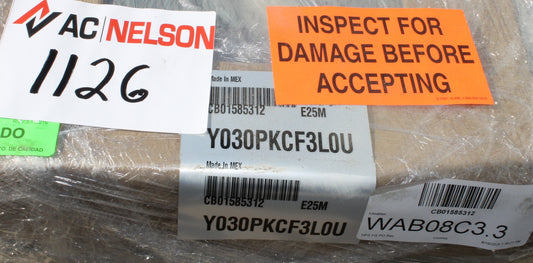 AC NELSON
1126
INSPECT FOR
DAMAGE BEFORE
ACCEPTING
Made In MEX
CB01585312 E25M
Y030PKCF3L0U
Made In MEX
CB01585312 E25M
Y030PKCF3L0U
DO
CB01585312
Location
WAB08C3.3